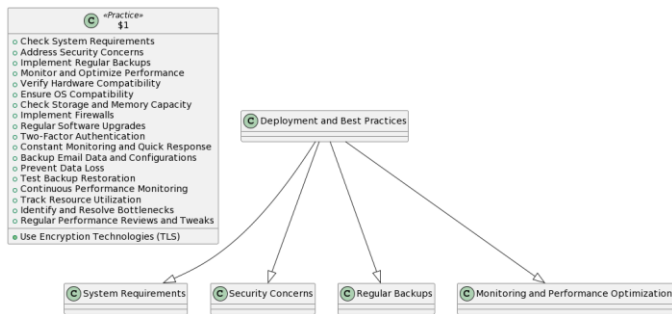 C «Practice»
$1
Check System Requirements
Address Security Concerns
Implement Regular Backups
Monitor and Optimize Performance
Verify Hardware Compatibility
Ensure OS Compatibility
Check Storage and Memory Capacity
Implement Firewalls
Regular Software Upgrades
Two-Factor Authentication
Constant Monitoring and Quick Response
Backup Email Data and Configurations
Prevent Data Loss
Test Backup Restoration
Continuous Performance Monitoring
Track Resource Utilization
Identify and Resolve Bottlenecks
Regular Performance Reviews and Tweaks
Use Encryption Technologies (TLS)
C Deployment and Best Practices
C System Requirements
C Security Concerns
C Regular Backups
C Monitoring and Performance Optimization